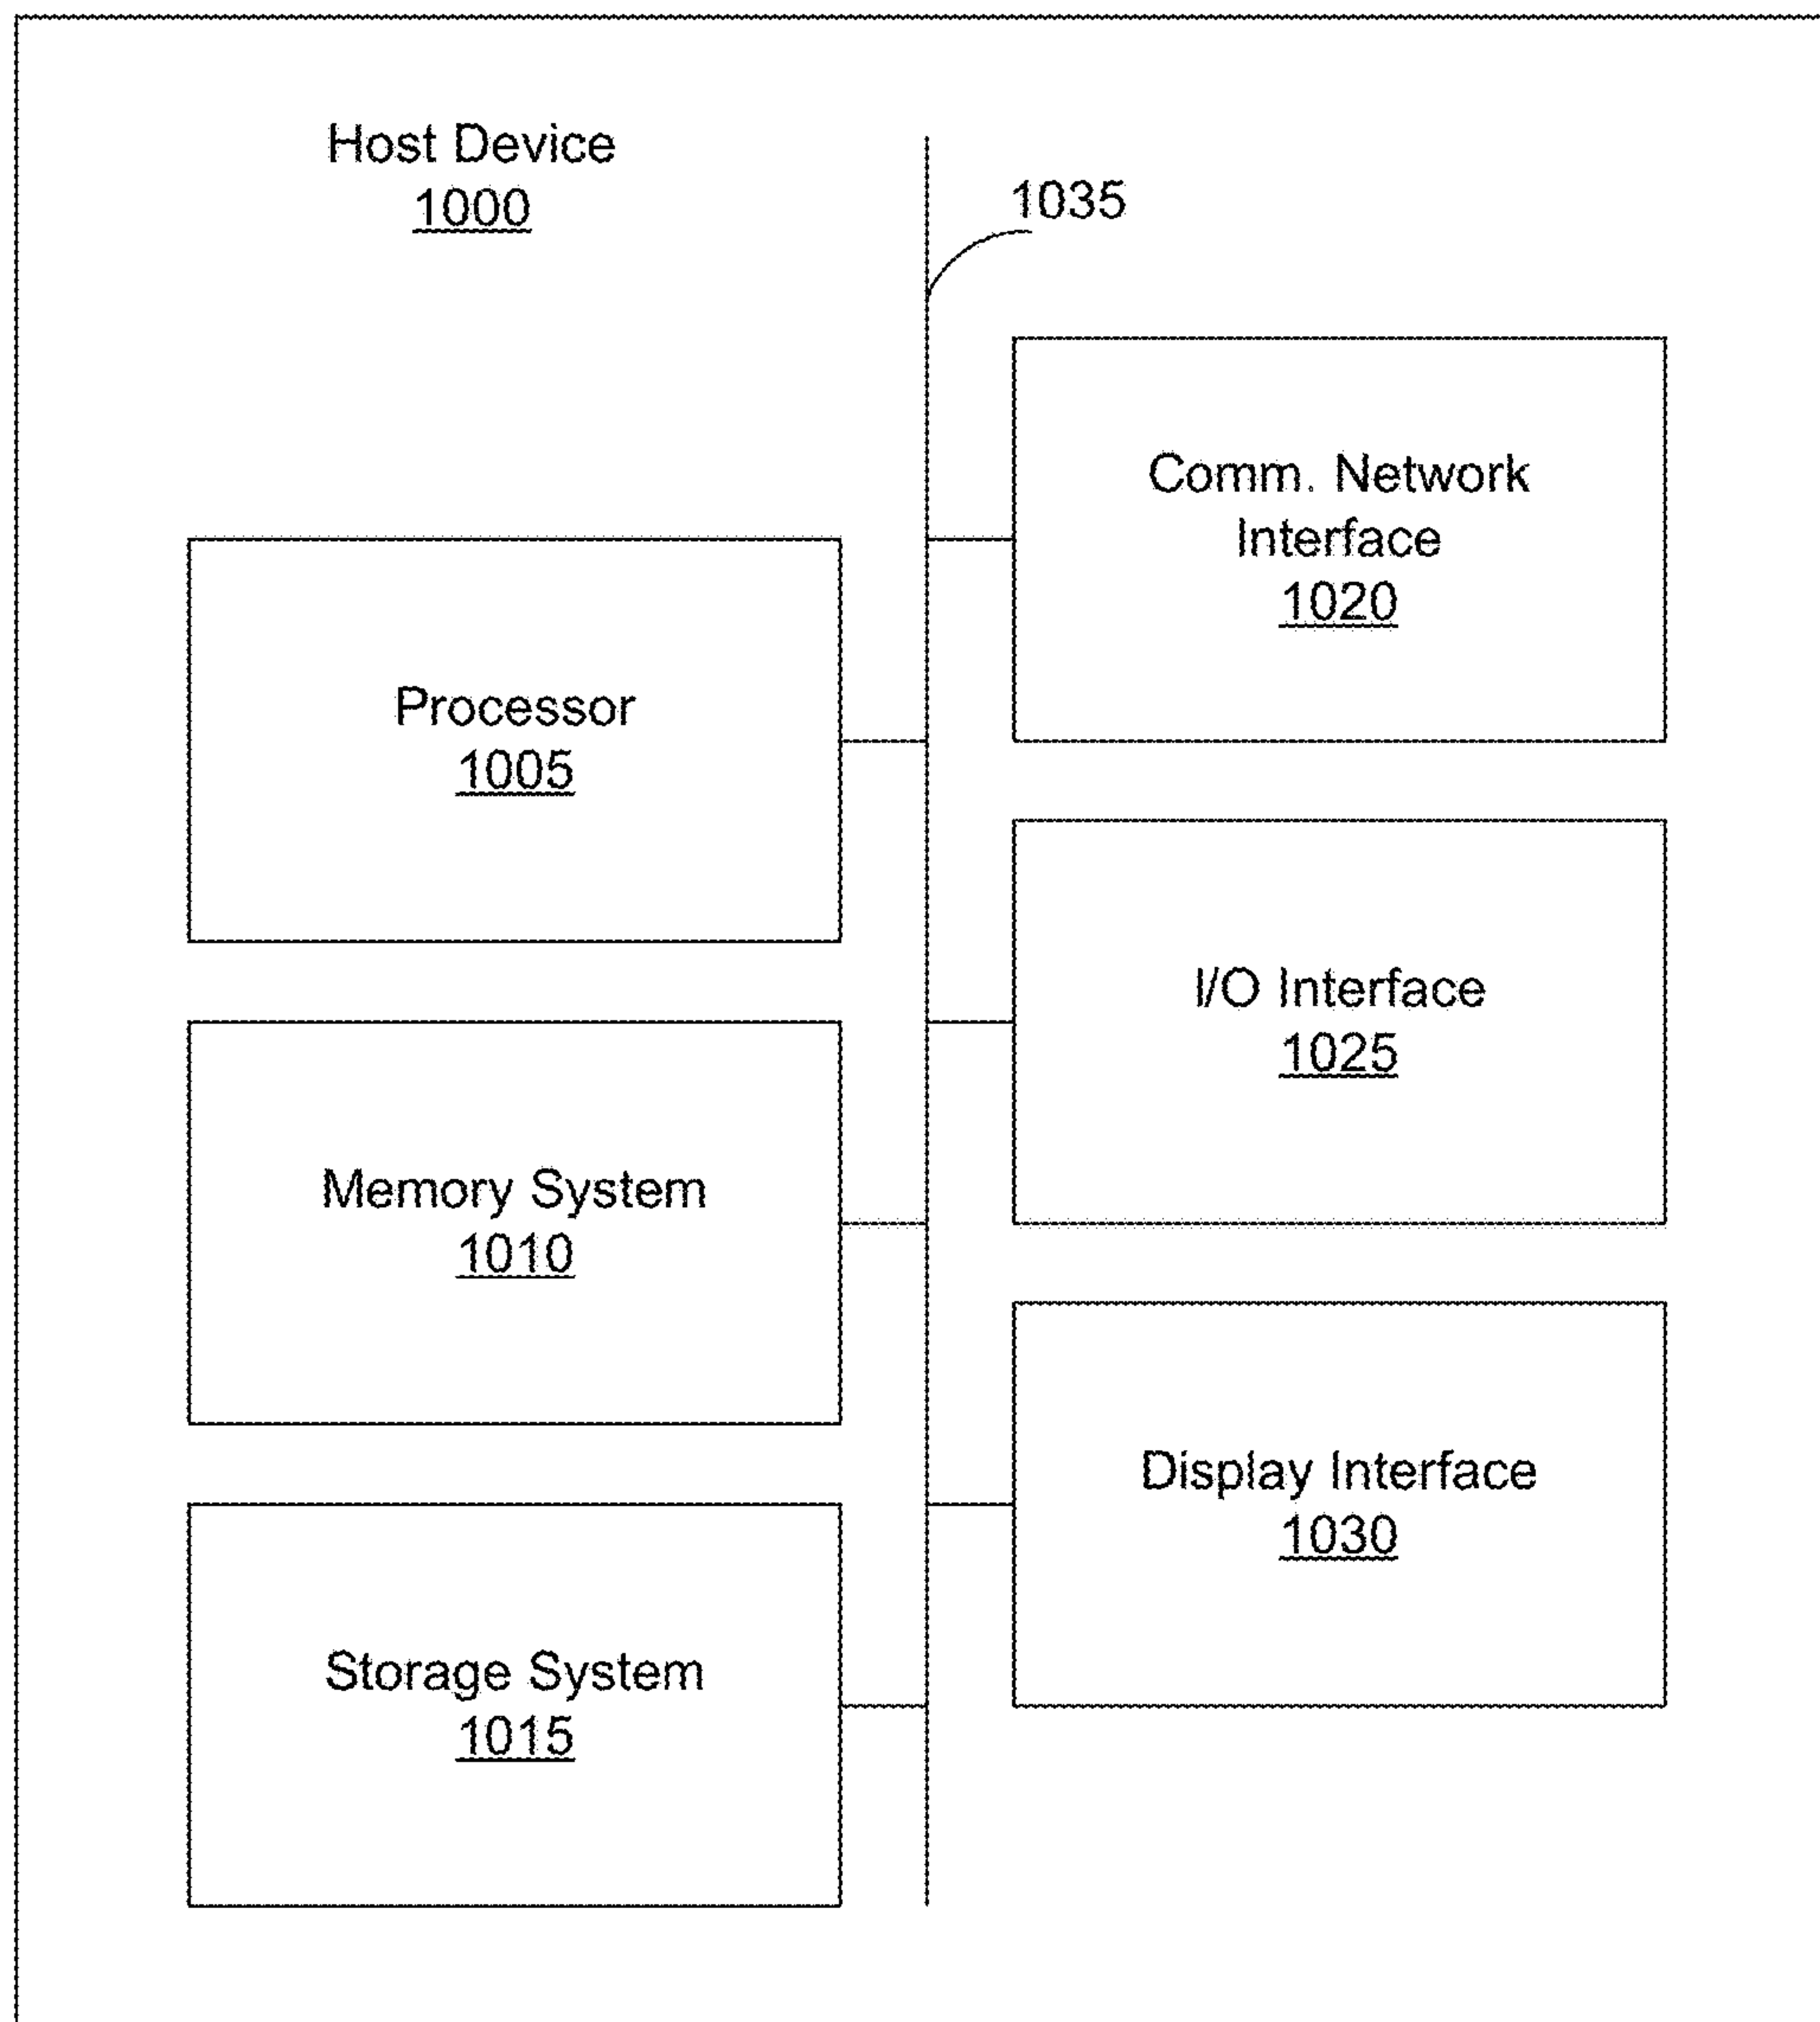 Host Device
1000
1035
Comm. Network
Interface
1020
Processor
1005
I/O Interface
1025
Memory System
1010
Display Interface
1030
Storage System
1015